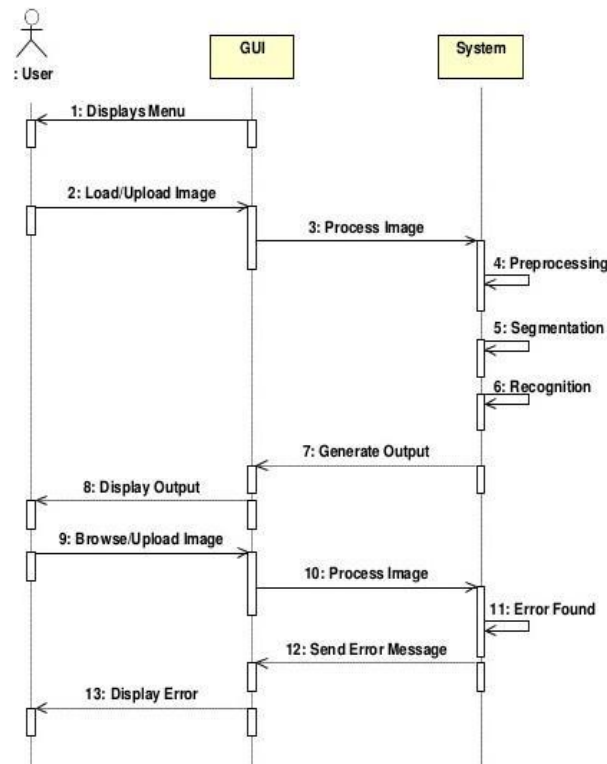 GUI
System
: User
1: Displays Menu
2: Load/Upload Image
3: Process Image
4: Preprocessing
5: Segmentation
6: Recognition
7: Generate Output
8: Display Output
9: Browse/Upload Image
10: Process Image
11: Error Found
12: Send Error Message
13: Display Error